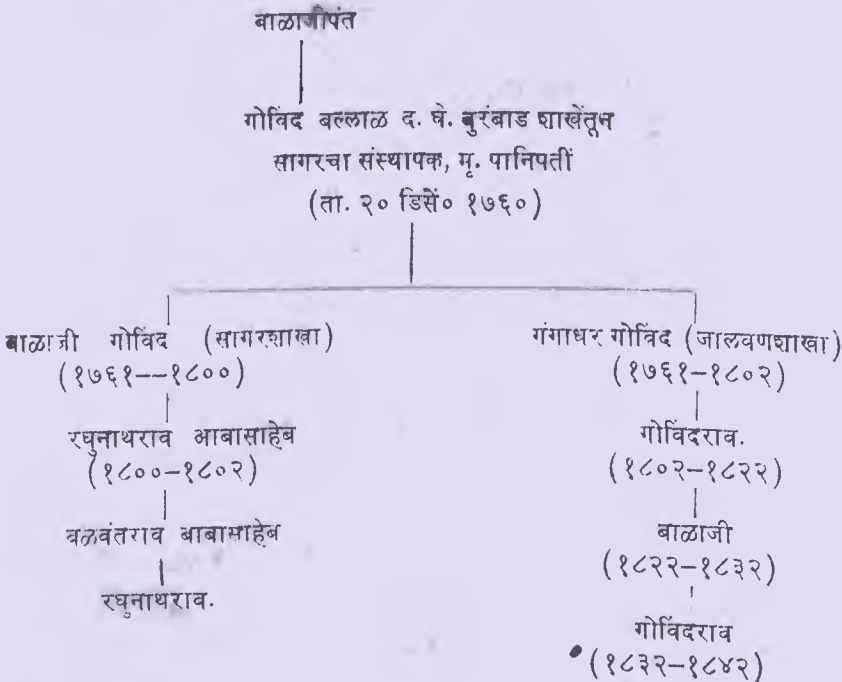 बाळाजीपंत
गोविंद बल्लाळ द. घे. बुरंबाड शाखेंतून
सागरचा संस्थापक, मृ. पानिपतीं
(ता. २० डिसें० १७६०)
बाळाजी गोविंद (सागरशाखा)
(१७६१--१८००)
रघुनाथराव आबासाहेब
(१८००-१८०२)
बळवंतराव बाबासाहेब
रघुनाथराव.
गंगाधर गोविंद (जालवणशाखा)
(१७६१-१८०२)
गोविंदराव.
(१८०२-१८२२)
बाळाजी
(१८२२-१८३२)
गोविंदराव
(१८३२-१८४२)